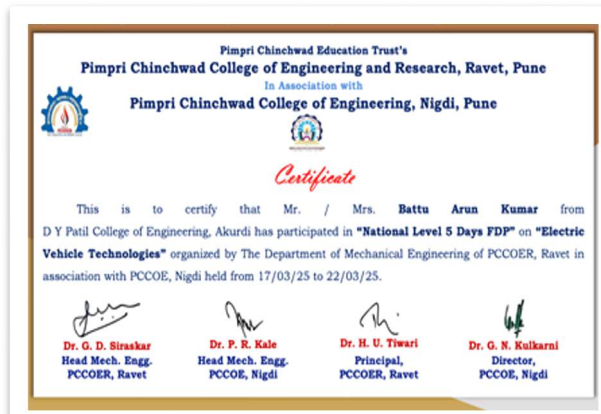 Pimpri Chinchwad Education Trust's
Pimpri Chinchwad College of Engineering and Research, Ravet, Pune
In Association with
Pimpri Chinchwad College of Engineering, Nigdi, Pune
Certificate
This is to certify that Mr. / Mrs. Battu Arun Kumar from
D Y Patil College of Engineering, Akurdi has participated in "National Level 5 Days FDP" on "Electric
Vehicle Technologies" organized by The Department of Mechanical Engineering of PCCOER, Ravet in
association with PCCOE, Nigdi held from 17/03/25 to 22/03/25.
Dr. G. D. Siraskar
Head Mech. Engg.
PCCOER, Ravet
Dr. P. R. Kale
Head Mech. Engg.
PCCOE, Nigdi
Dr. H. U. Tiwari
Principal,
PCCOER, Ravet
Dr. G. N. Kulkarni
Director,
PCCOE, Nigdi